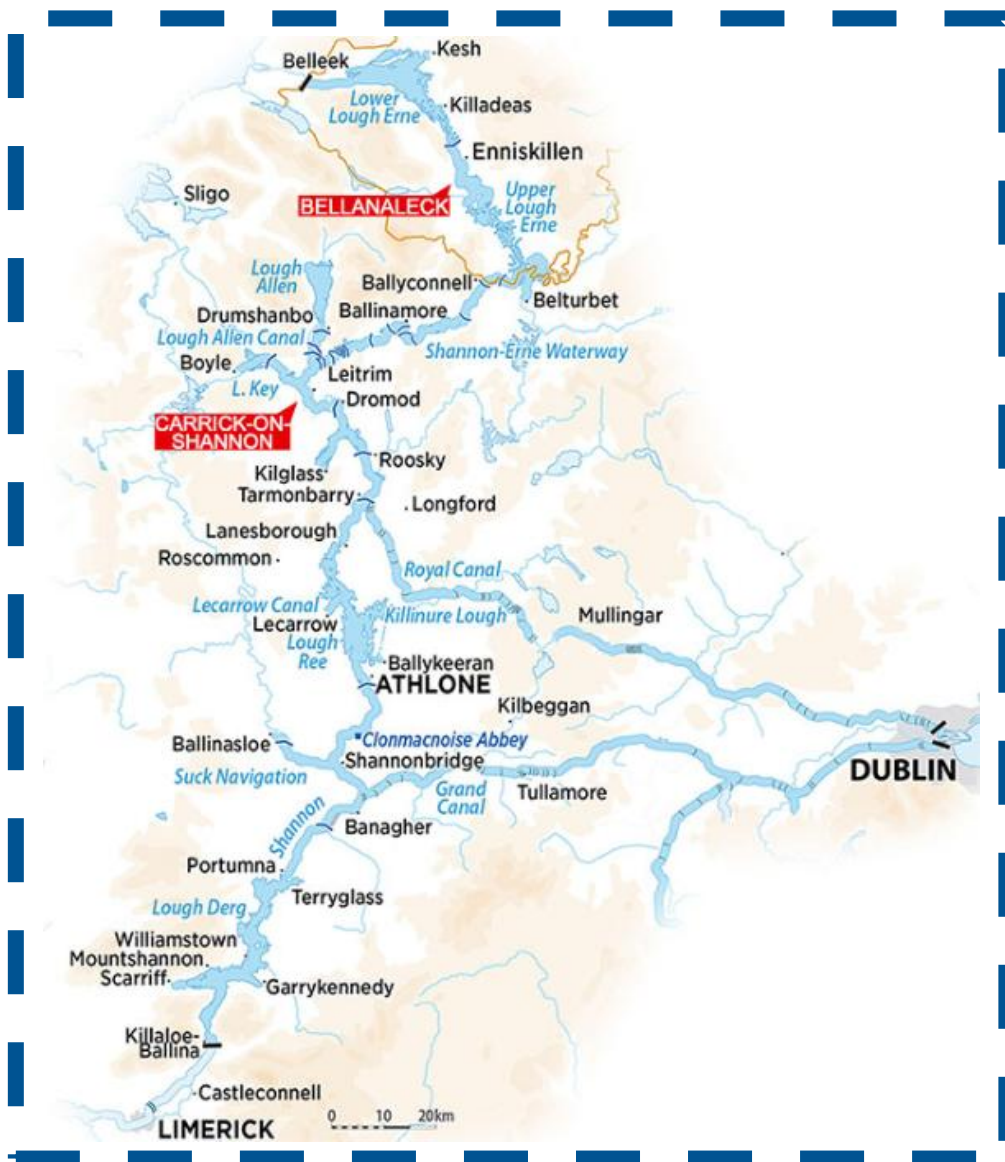 Belleek
Kesh
Lower
Lough Erne
Killadeas
Enniskillen
Sligo
BELLANALECK
Upper
Lough
Erne
Lough
Allen
Ballyconnell
Belturbet
Drumshanbo
Ballinamore
Lough Allen Canal
Shannon-Erne Waterway
Boyle
Leitrim
L. Key
Dromod
CARRICK-ON-
SHANNON
Roosky
Kilglass
Tarmonbarry
Longford
Lanesborough
Roscommon
Royal Canal
Lecarrow Canal
Killinure Lough
Mullingar
Lecarrow
Lough
Ree
Ballykeeran
ATHLONE
Kilbeggan
Ballinasloe
Clonmacnoise Abbey
Shannonbridge
DUBLIN
Suck Navigation
Grand
Canal
Tullamore
Shannon
Banagher
Portumna
Terryglass
Lough Derg
Williamstown
Mountshannon
Scarriff
Garrykennedy
Killaloe-
Ballina
Castleconnell
LIMERICK
0 10 20km